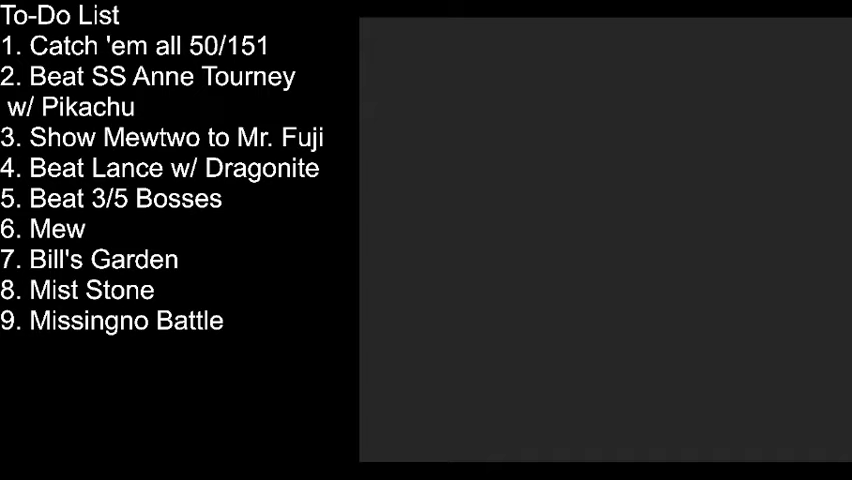 To-Do List
1. Catch 'em all 50/151
2. Beat SS Anne Tourney
w/ Pikachu
3. Show Mewtwo to Mr. Fuji
4. Beat Lance w/ Dragonite
5. Beat 3/5 Bosses
6. Mew
7. Bill's Garden
8. Mist Stone
9. Missingno Battle